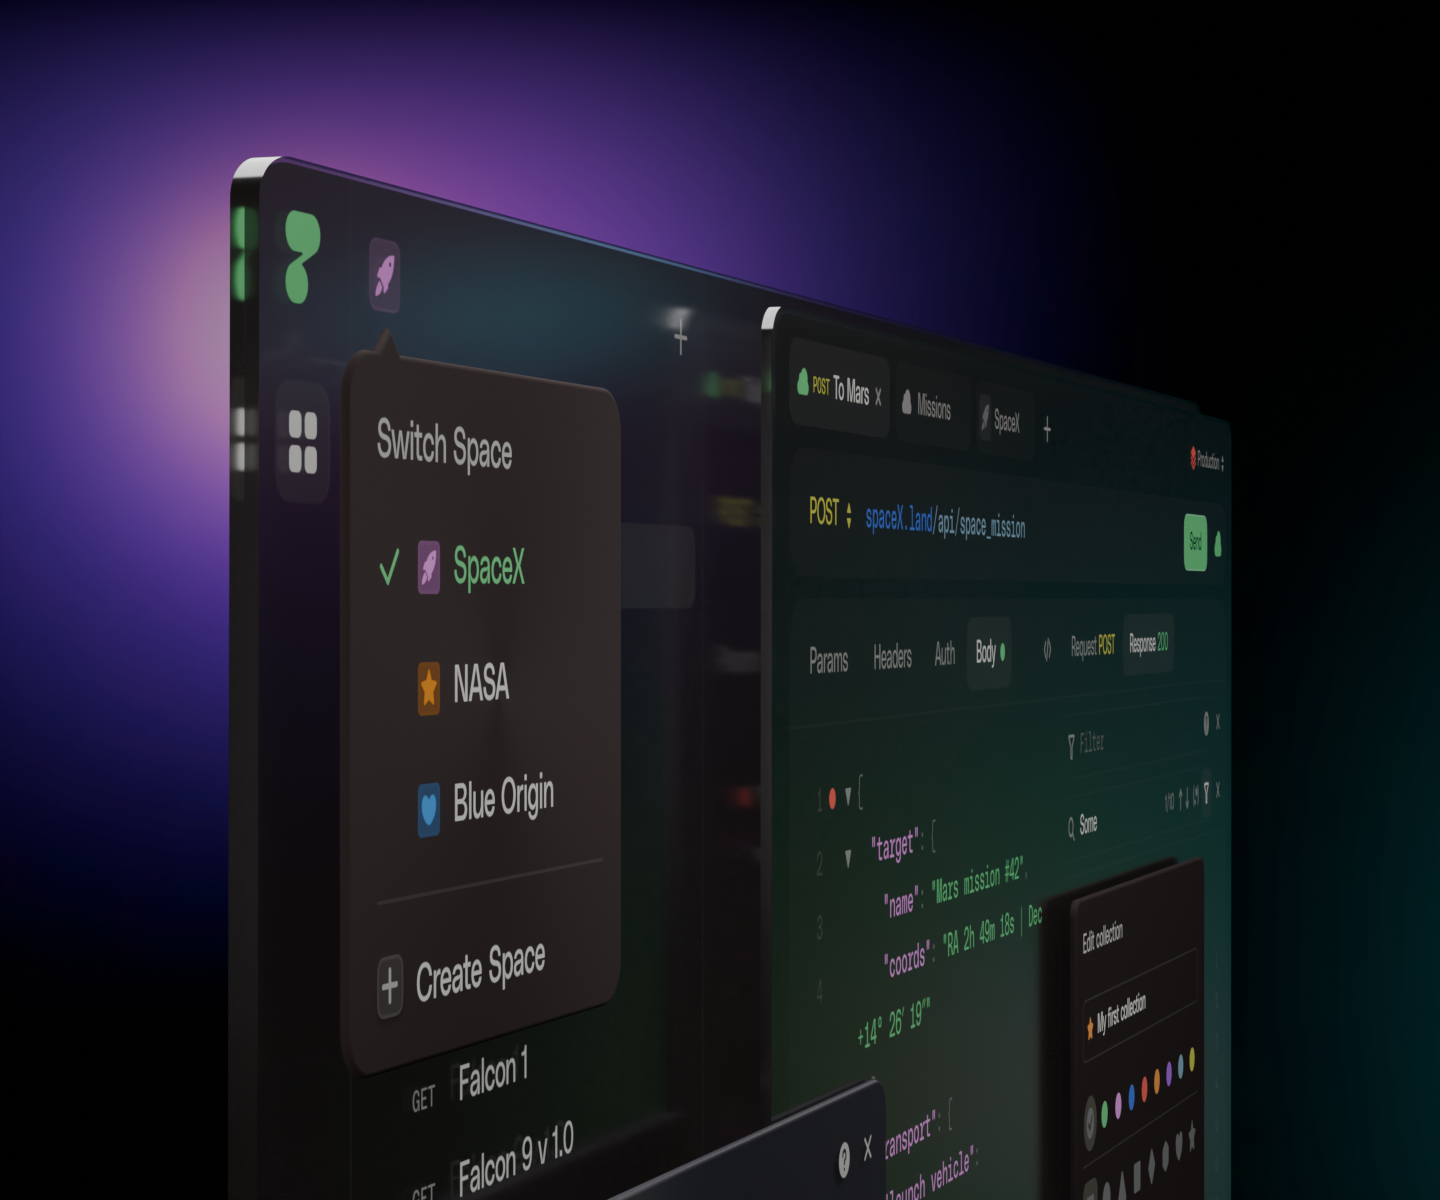 Switch Space
SpaceX
NASA
Blue Origin
Create Space
GET Falcon 1
GET Falcon 9 v 1.0
POST To Mars X
Missions
SpaceX
Production
POST spaceX.land/api/space_mission
Send
Params Headers Auth Body
Request POST Response 200
Filter
Some
1 {
2 "target": {
3 "name": "Mars mission #42",
4 "coords": "RA 2h 49m 18s | Dec
+14° 26′ 19″"
ransport": {
launch vehicle":
Edit collection
My first collection